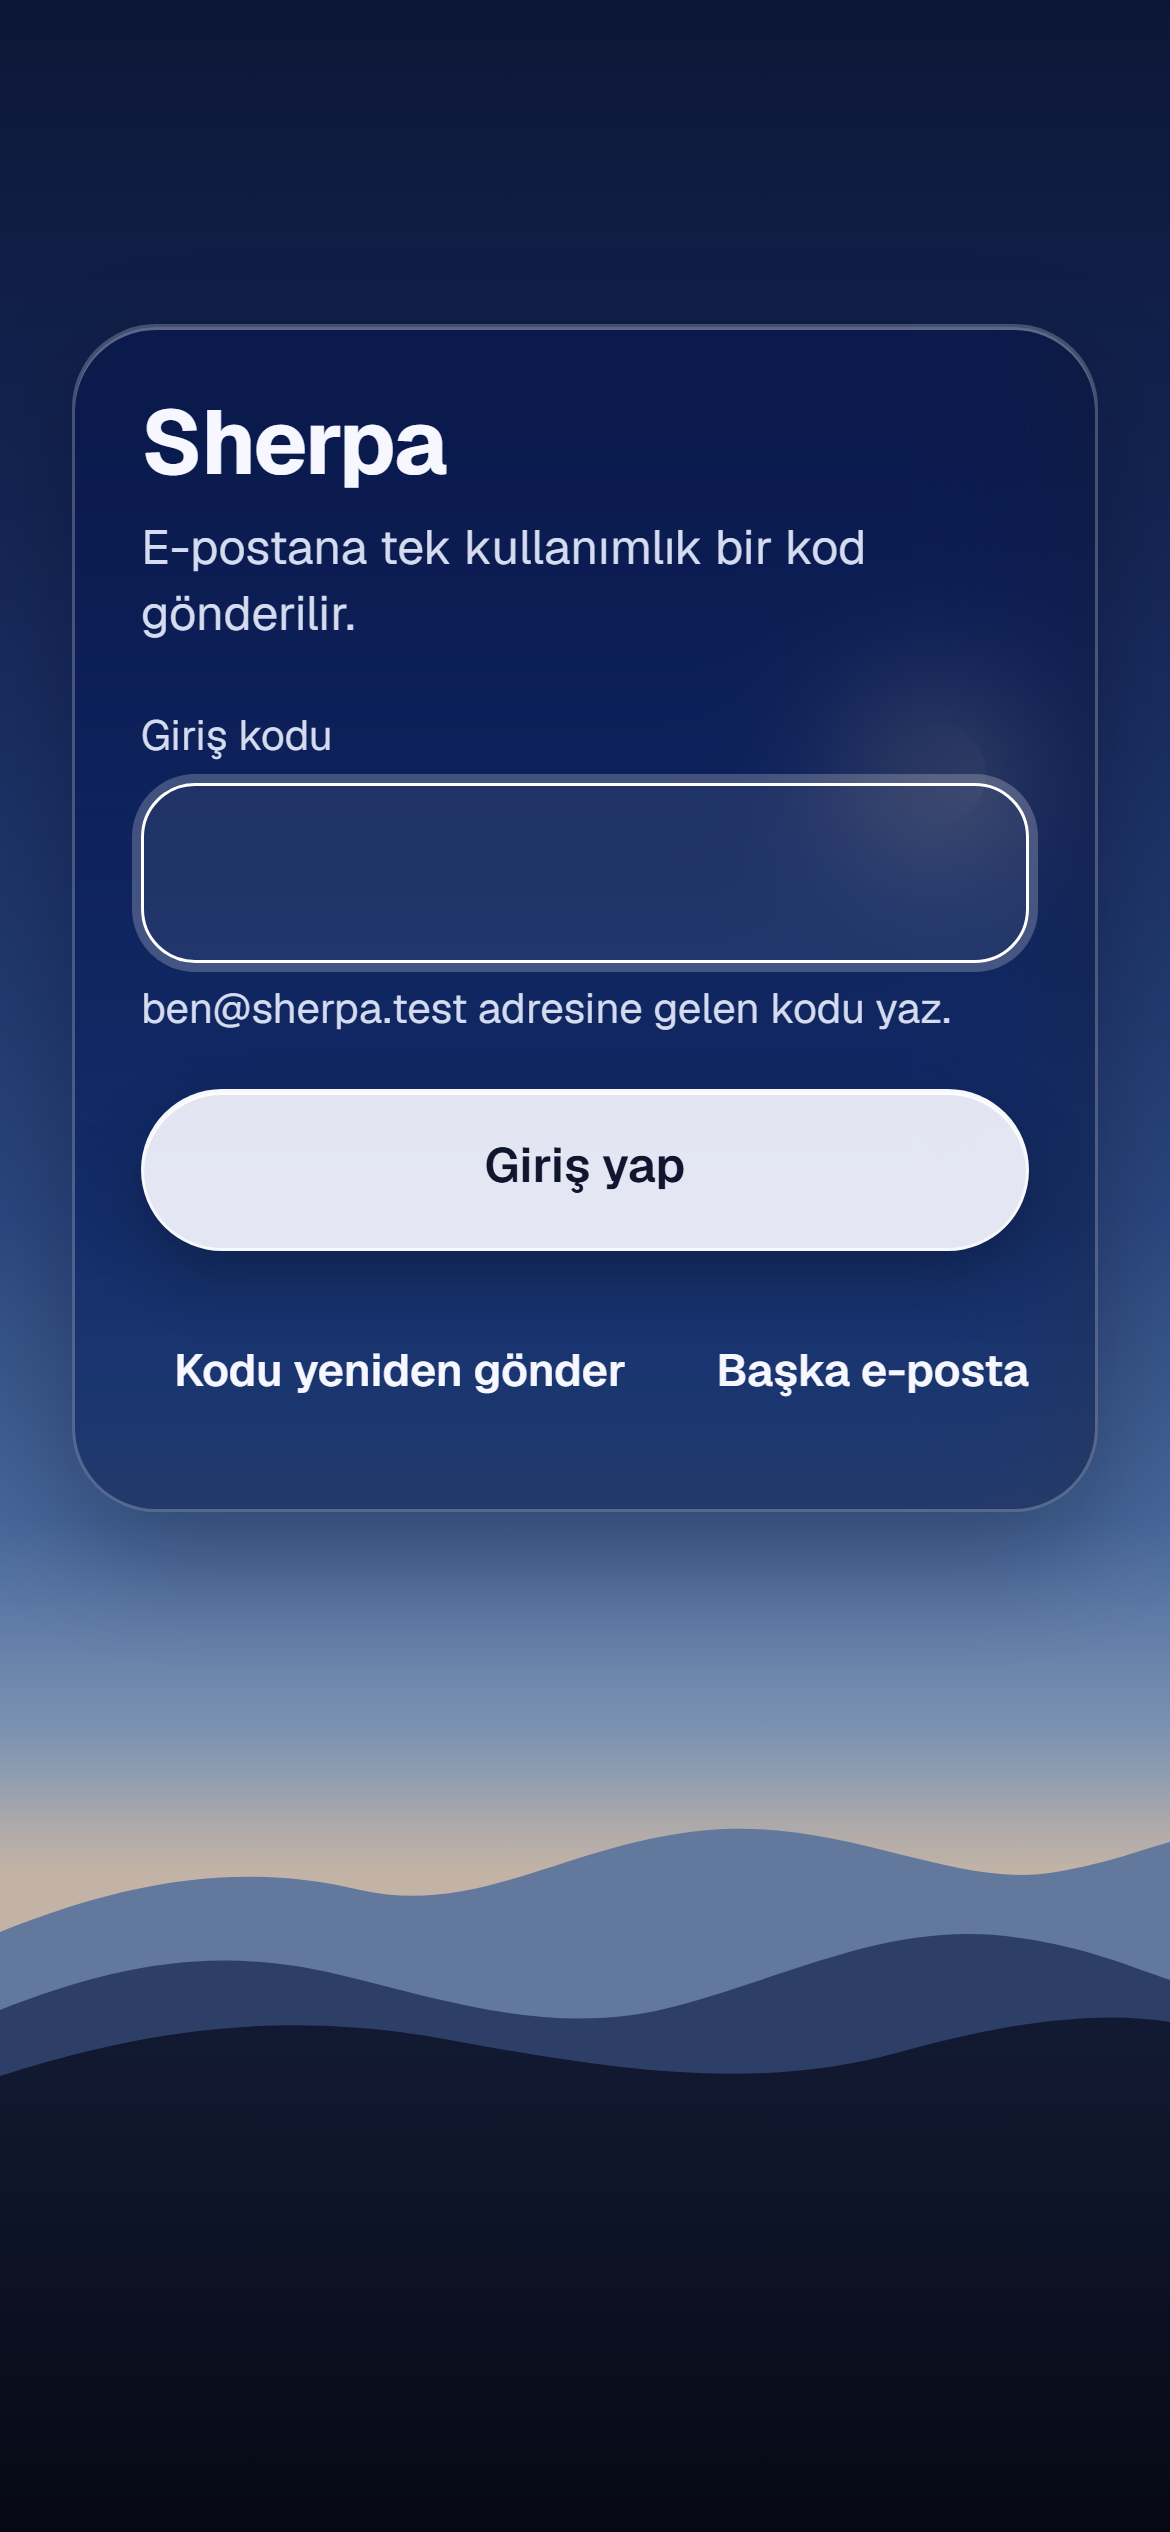 Sherpa
E-postana tek kullanımlık bir kod
gönderilir.
Giriş kodu
ben@sherpa.test adresine gelen kodu yaz.
Giriş yap
Kodu yeniden gönder Başka e-posta